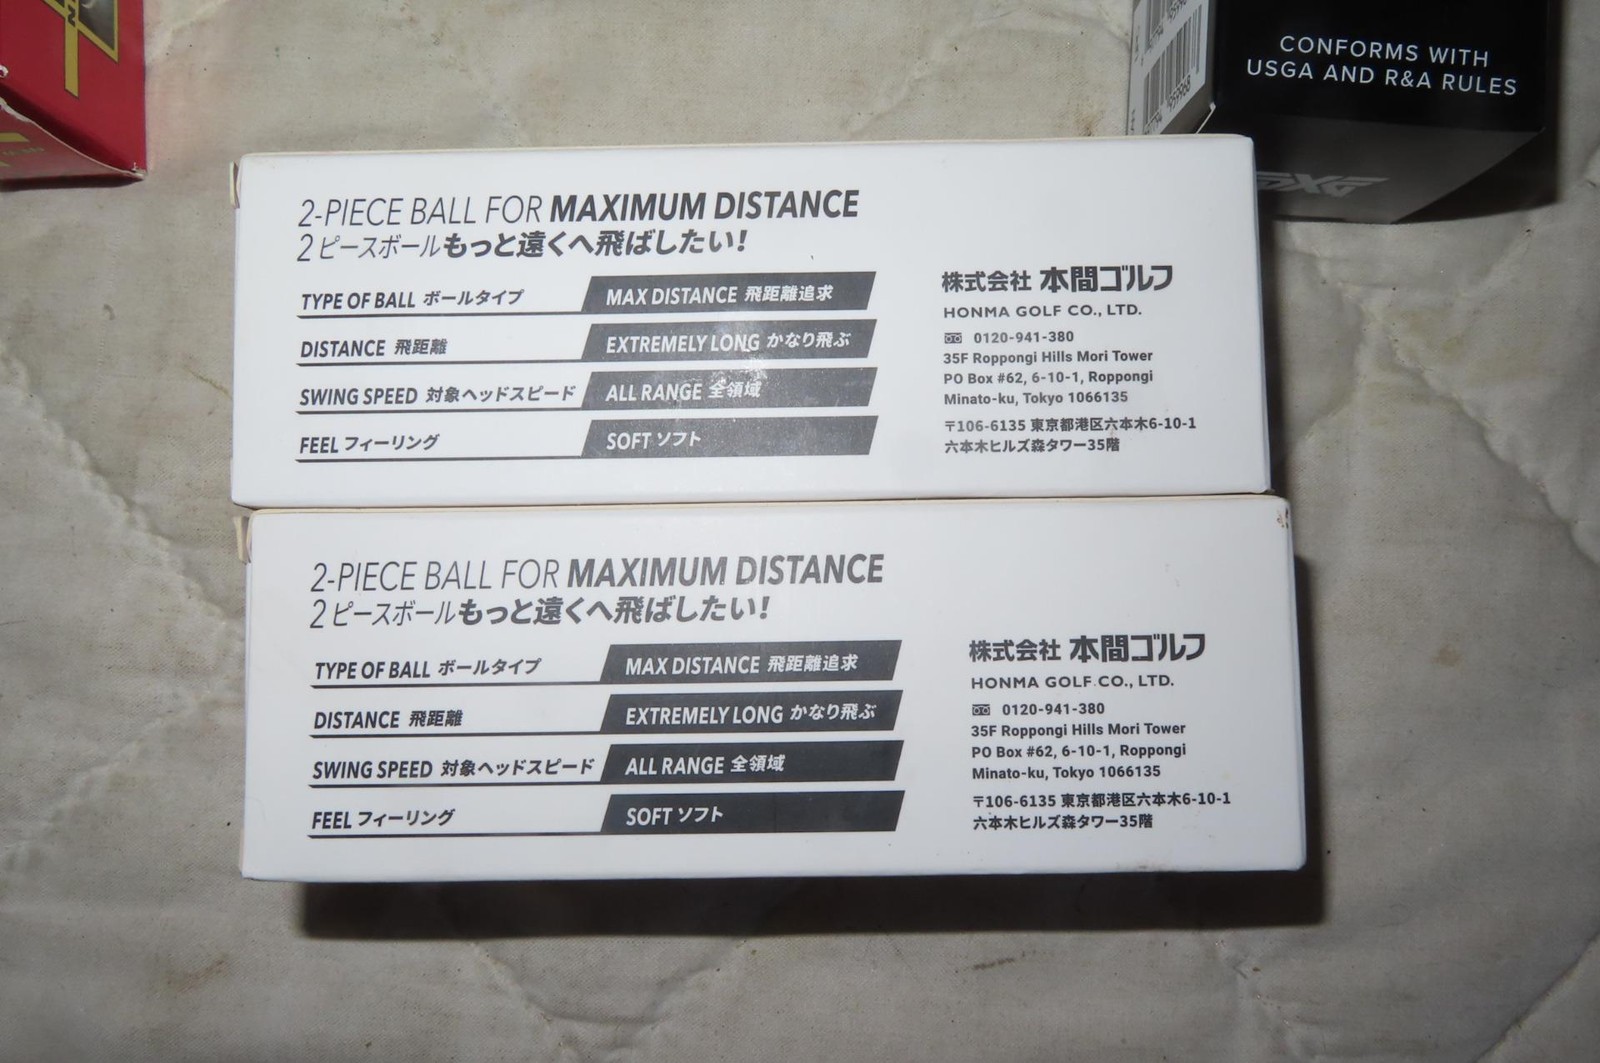 CONFORMS WITH
USGA AND R&A RULES
PXG
2-PIECE BALL FOR MAXIMUM DISTANCE
2 ピースボールもっと遠くへ飛ばしたい!
TYPE OF BALL ボールタイプ MAX DISTANCE 飛距離追求
DISTANCE 飛距離 EXTREMELY LONG かなり飛ぶ
SWING SPEED 対象ヘッドスピード ALL RANGE 全領域
FEEL フィーリング SOFT ソフト
株式会社 本間ゴルフ
HONMA GOLF CO., LTD.
0120-941-380
35F Roppongi Hills Mori Tower
PO Box #62, 6-10-1, Roppongi
Minato-ku, Tokyo 1066135
〒106-6135 東京都港区六本木6-10-1
六本木ヒルズ森タワー35階
2-PIECE BALL FOR MAXIMUM DISTANCE
2 ピースボールもっと遠くへ飛ばしたい!
TYPE OF BALL ボールタイプ MAX DISTANCE 飛距離追求
DISTANCE 飛距離 EXTREMELY LONG かなり飛ぶ
SWING SPEED 対象ヘッドスピード ALL RANGE 全領域
FEEL フィーリング SOFT ソフト
株式会社 本間ゴルフ
HONMA GOLF CO., LTD.
0120-941-380
35F Roppongi Hills Mori Tower
PO Box #62, 6-10-1, Roppongi
Minato-ku, Tokyo 1066135
〒106-6135 東京都港区六本木6-10-1
六本木ヒルズ森タワー35階